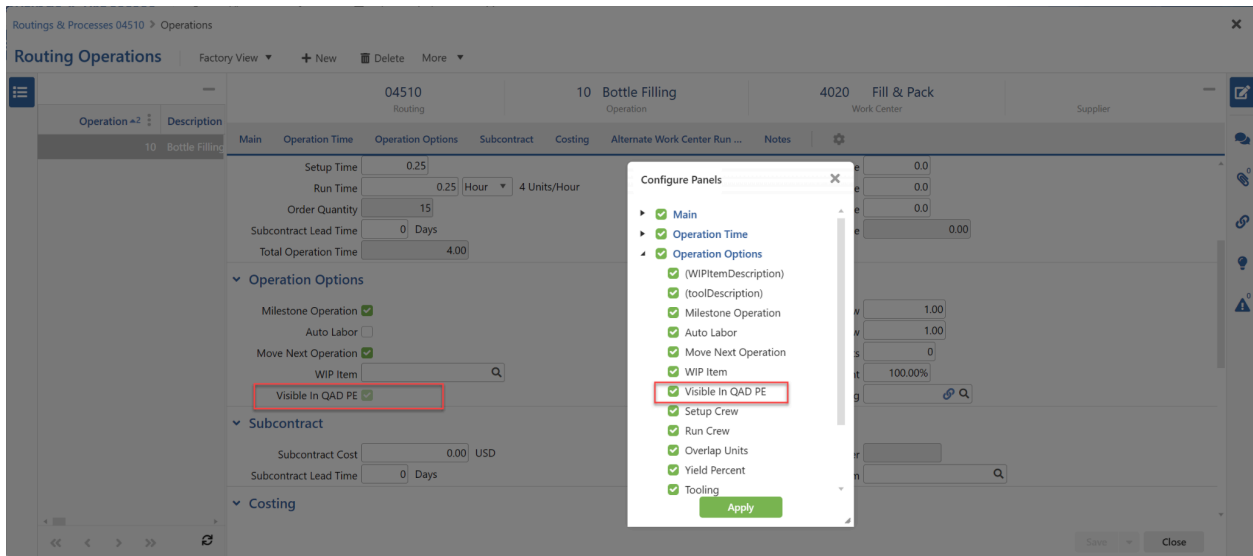 Routings & Processes 04510 > Operations
Routing Operations Factory View New Delete More
04510 10 Bottle Filling 4020 Fill & Pack
Routing Operation Work Center Supplier
Operation 2 Description
10 Bottle Filling
Main Operation Time Operation Options Subcontract Costing Alternate Work Center Run ... Notes
Setup Time 0.25 e 0.0
Run Time 0.25 Hour 4 Units/Hour e 0.0
Order Quantity 15 e 0.0
Subcontract Lead Time 0 Days e 0.00
Total Operation Time 4.00
Operation Options
Milestone Operation w 1.00
Auto Labor w 1.00
Move Next Operation s 0
WIP Item t 100.00%
Visible In QAD PE g
Subcontract
Subcontract Cost 0.00 USD er
Subcontract Lead Time 0 Days n
Costing
Configure Panels
Main
Operation Time
Operation Options
(WIPItemDescription)
(toolDescription)
Milestone Operation
Auto Labor
Move Next Operation
WIP Item
Visible In QAD PE
Setup Crew
Run Crew
Overlap Units
Yield Percent
Tooling
Apply
0
0
Save Close